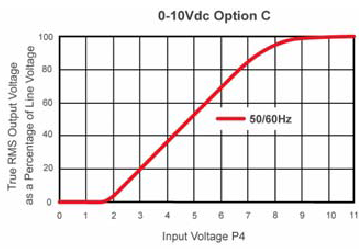 0-10Vdc Option C
True RMS Output Voltage
as a Percentage of Line Voltage
100
80
60
40
20
0
50/60Hz
0 1 2 3 4 5 6 7 8 9 10 11
Input Voltage P4